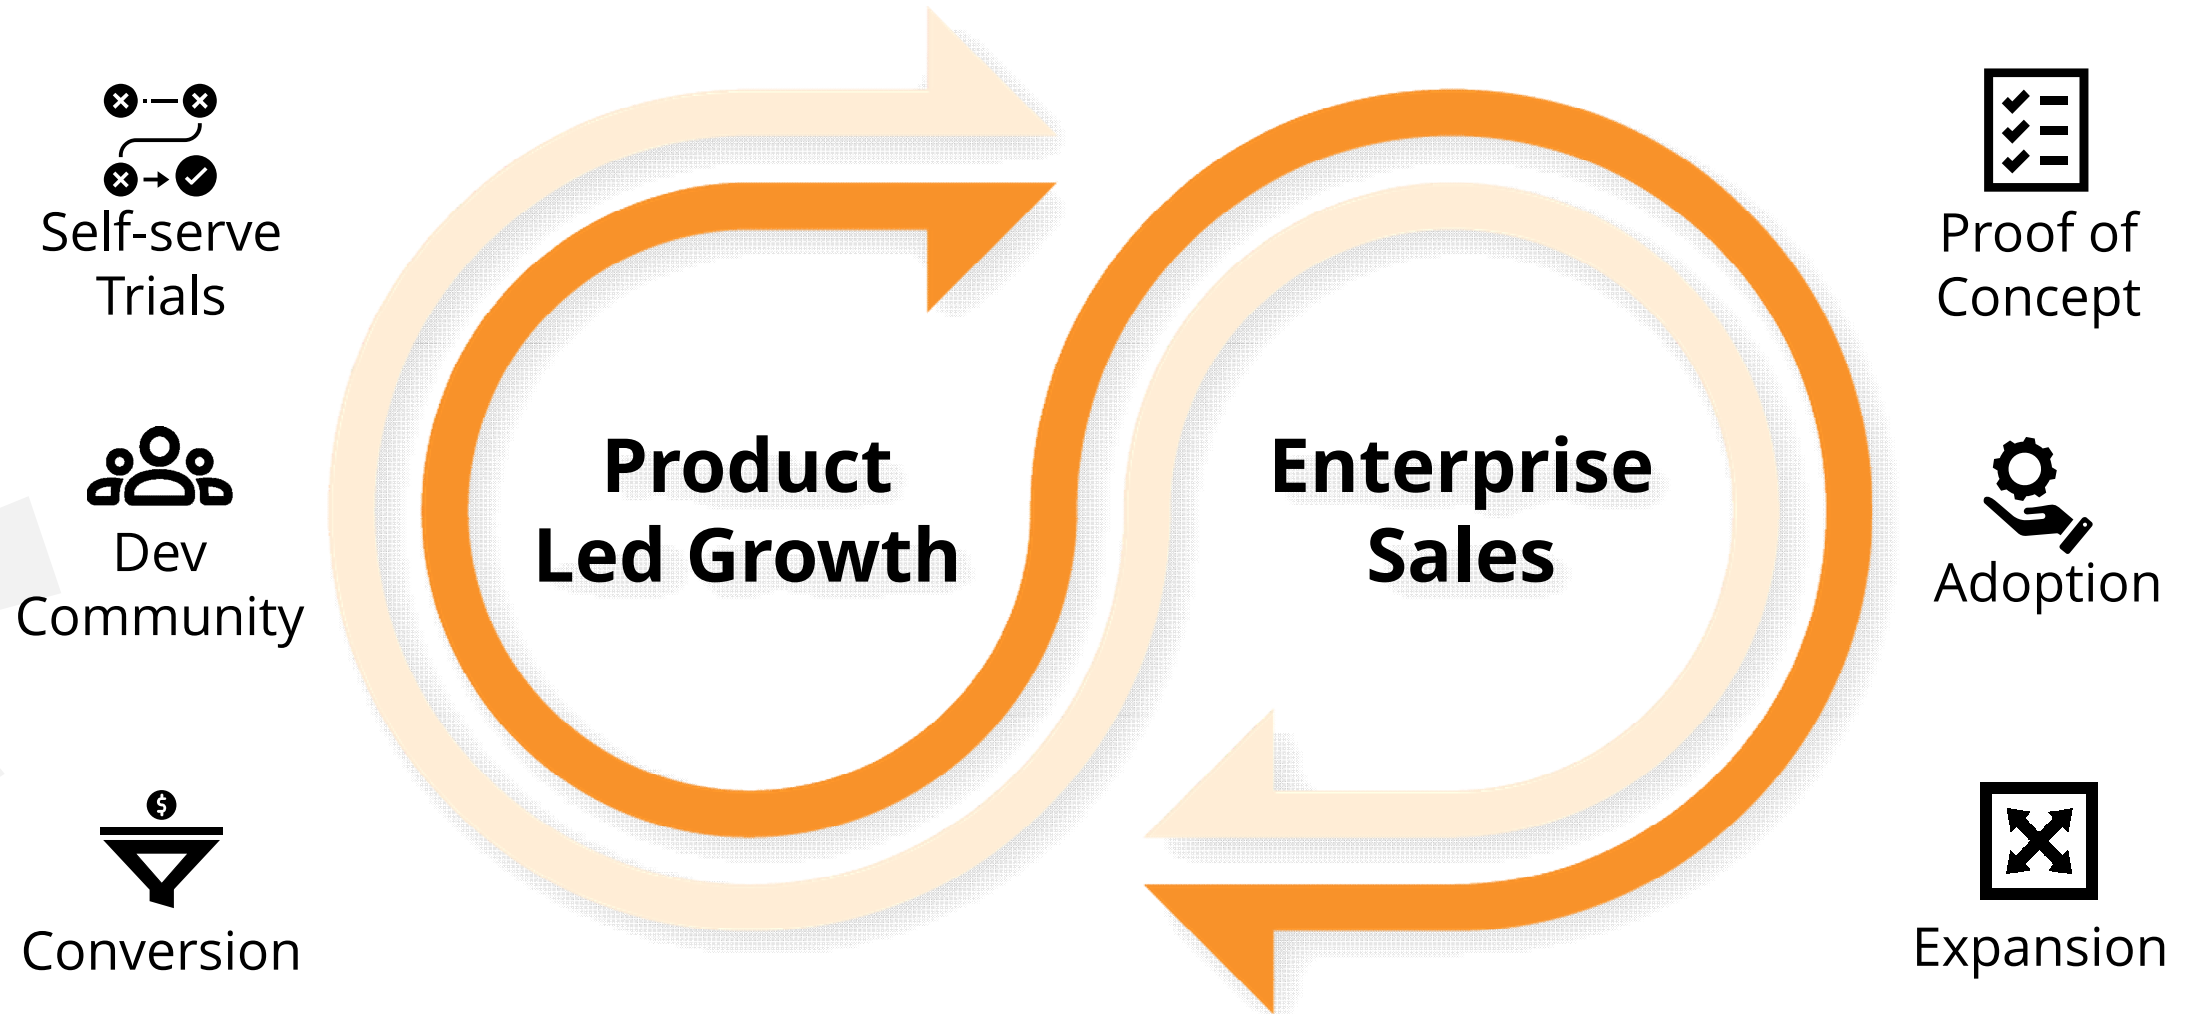 Self-serve
Trials
Dev
Community
Conversion
Product
Led Growth
Enterprise
Sales
Proof of
Concept
Adoption
Expansion